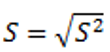 S = √S²